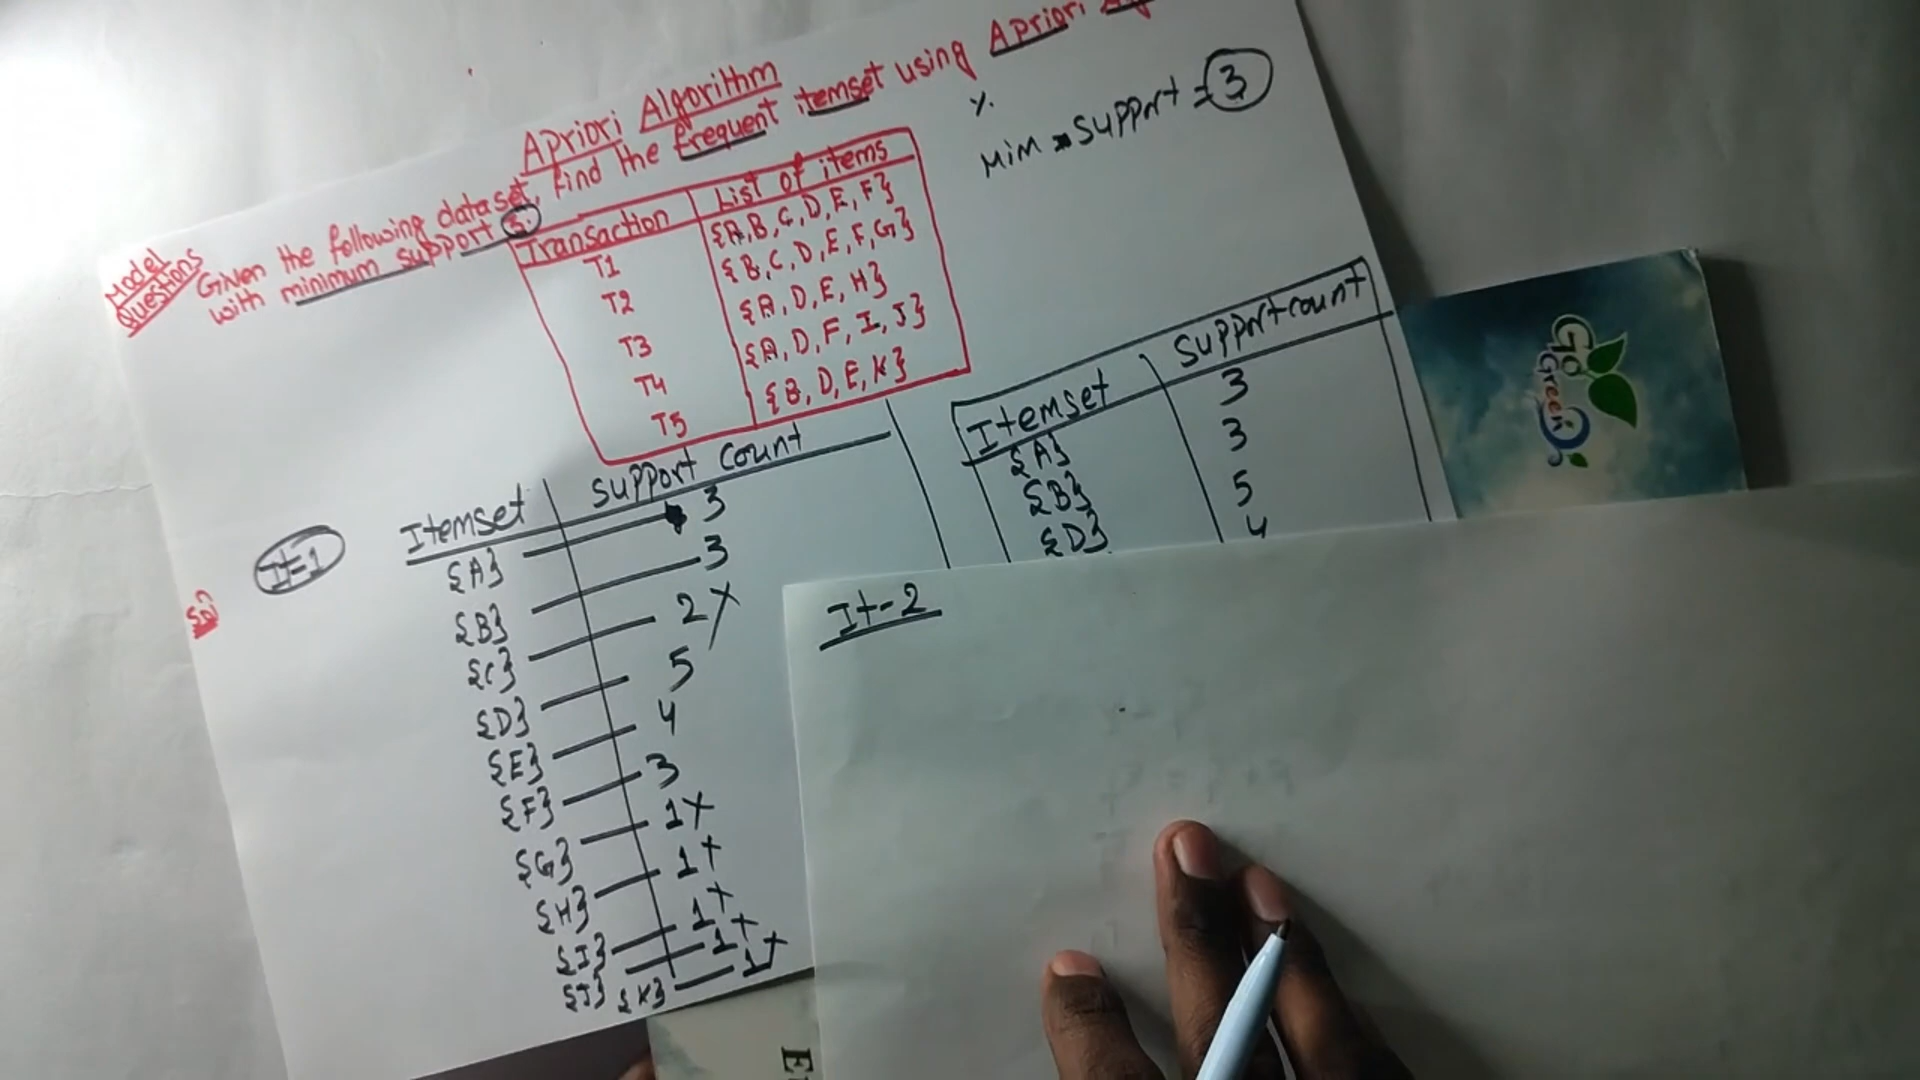 Apriori Algorithm
Model Questions
Given the following dataset, find the frequent itemset using Apriori
with minimum support 3.
Transaction List of items
T1 {A,B,C,D,E,F}
T2 {B,C,D,E,F,G}
T3 {A,D,E,H}
T4 {A,D,F,I,J}
T5 {B,D,E,K}
Min support = 3
It=1
Itemset support count
{A} 3
{B} 3
{C} 2 X
{D} 5
{E} 4
{F} 3
{G} 1 X
{H} 1 X
{I} 1 X
{J} 1 X
{K} 1 X
Itemset Support count
{A} 3
{B} 3
{D} 5
4
It-2
Go
Green